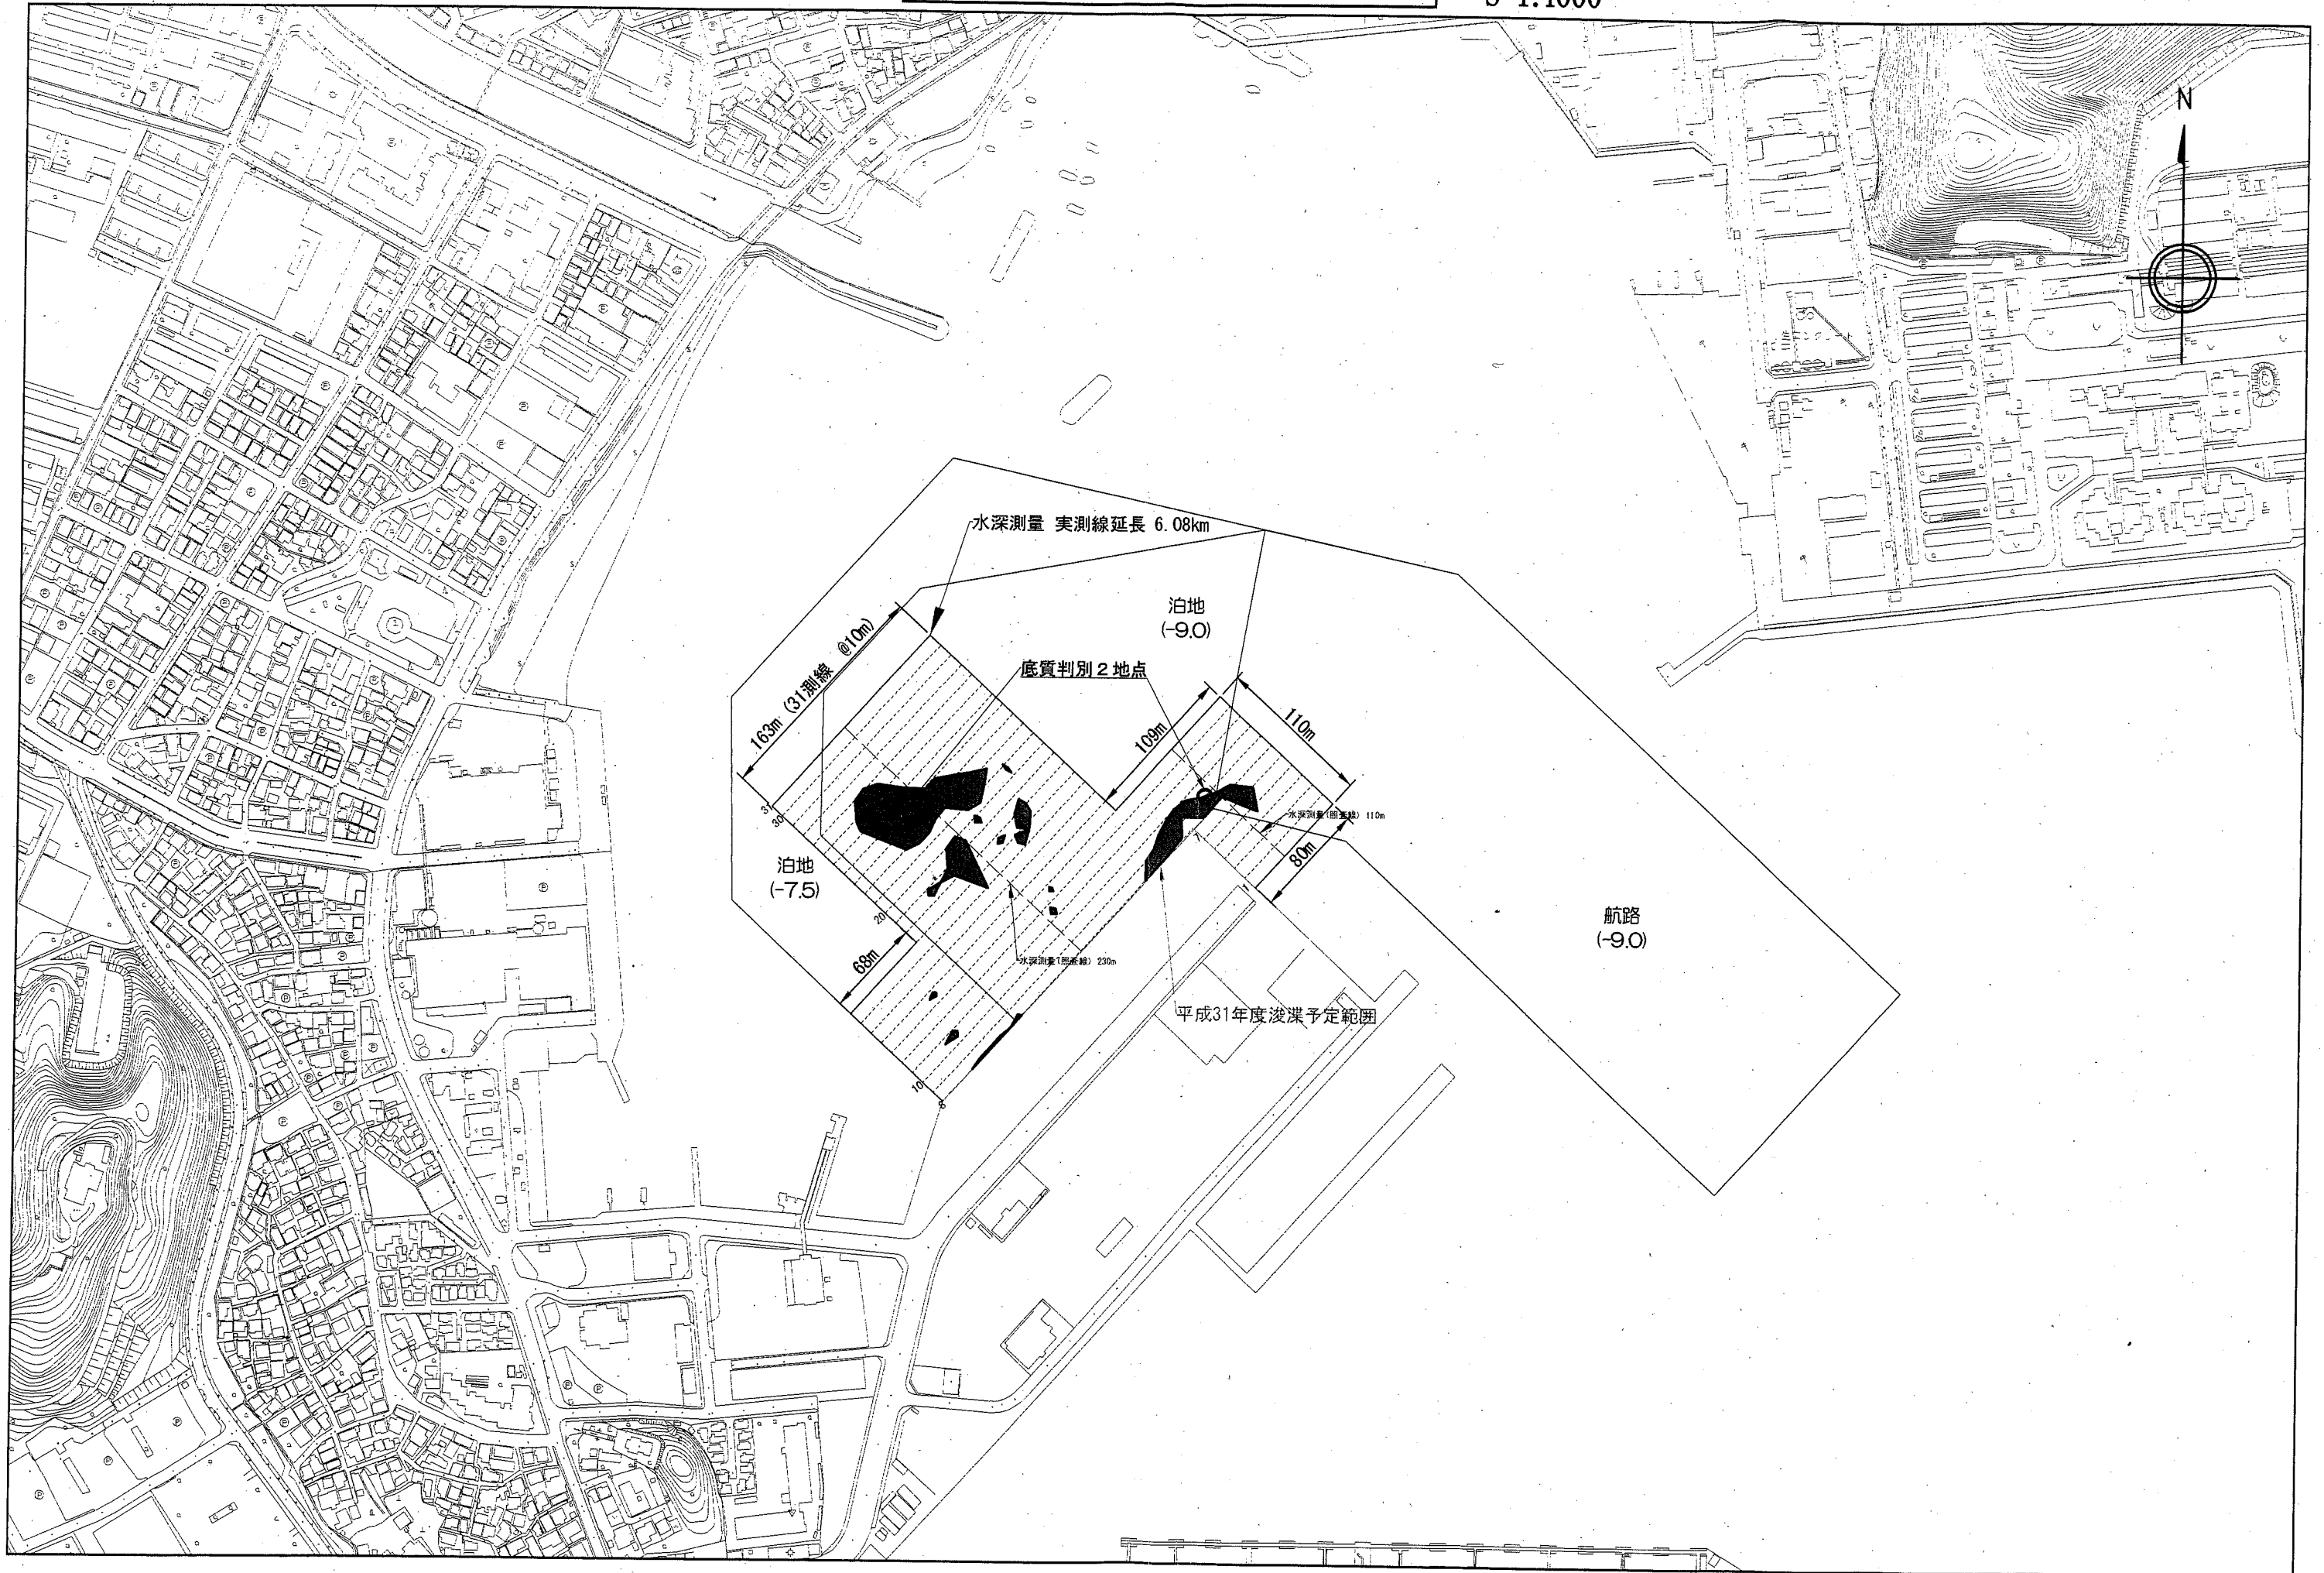 S=1:4000
N
水深測量 実測線延長 6.08km
泊地
(-9.0)
163m (31測線 @10m)
底質判別2地点
109m
110m
水深測量(照査線) 110m
80m
31
30
泊地
(-7.5)
20
68m
水深測量(照査線) 230m
航路
(-9.0)
平成31年度浚渫予定範囲
10